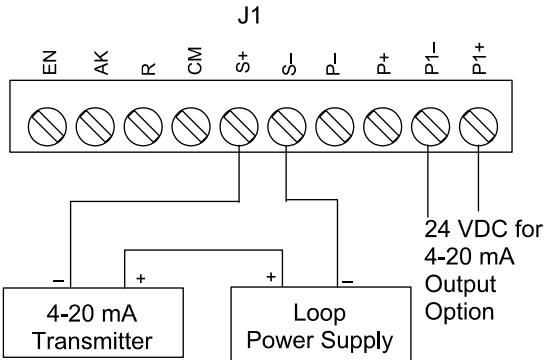 J1
EN AK R CM S+ S– P– P+ P1– P1+
24 VDC for
4-20 mA
Output
Option
– + + –
4-20 mA
Transmitter
Loop
Power Supply